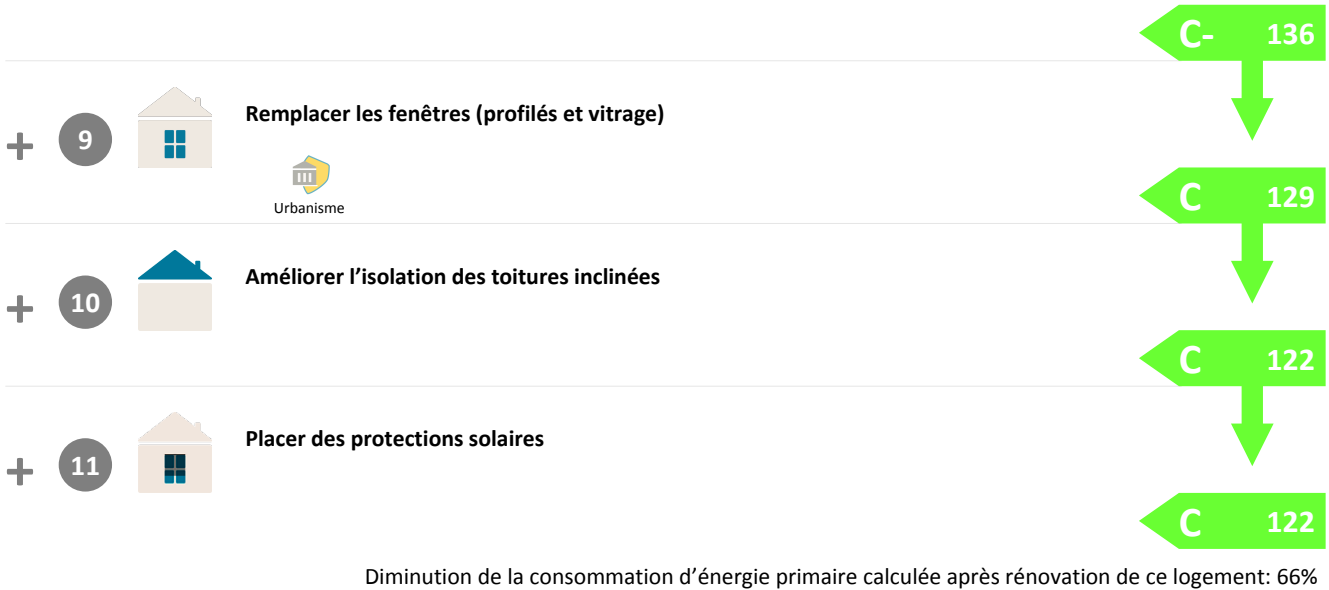 C- 136
+ 9 Remplacer les fenêtres (profilés et vitrage)
Urbanisme
C 129
+ 10 Améliorer l’isolation des toitures inclinées
C 122
+ 11 Placer des protections solaires
C 122
Diminution de la consommation d’énergie primaire calculée après rénovation de ce logement: 66%